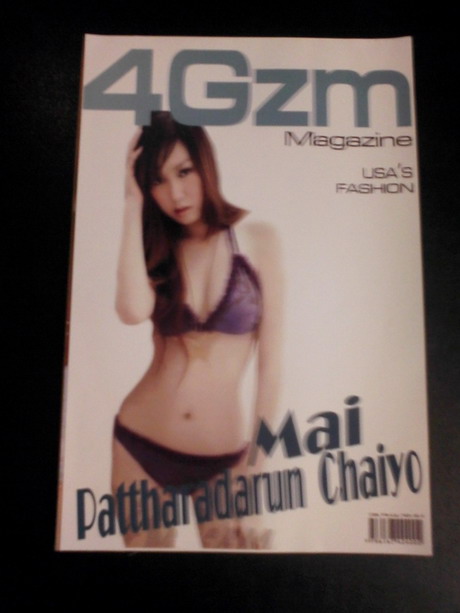 4Gzm
Magazine
USA'S
FASHION
Mai
Pattharadarun Chaiyo